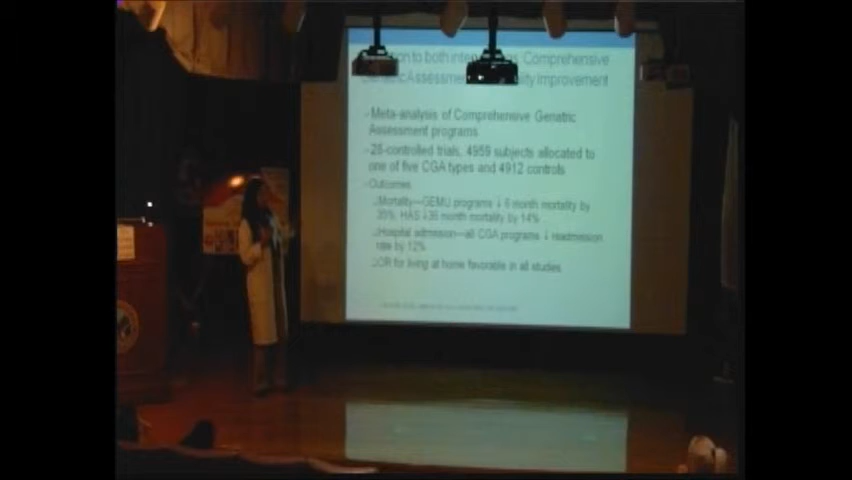 to both Comprehensive
Assessment Improvement
Meta-analysis of Comprehensive Geriatric
Assessment programs
28-controlled trials, 4959 subjects allocated to
one of five CGA types and 4912 controls
Outcomes
Mortality—GEMU programs ↓ 6 month mortality by
35% HAS ↓36 month mortality by 14%
Hospital admission—all CGA programs ↓ readmission
rate by 12%
OR for living at home favorable in all studies